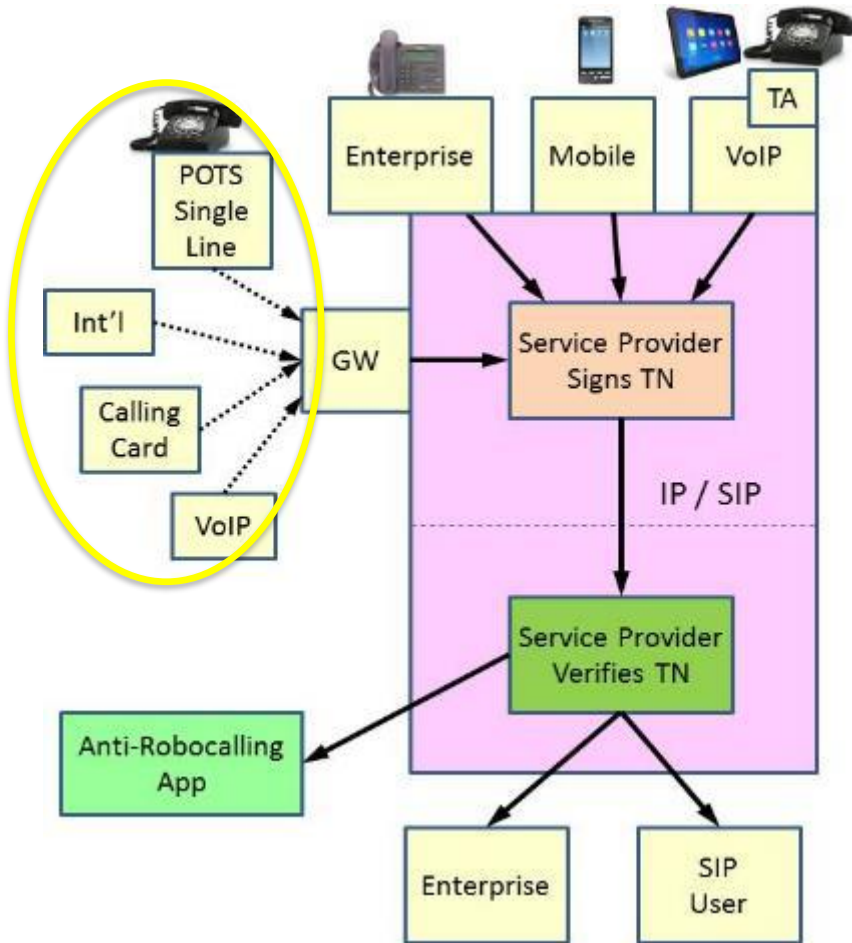 TA
Enterprise
Mobile
VoIP
POTS
Single
Line
Int'l
GW
Calling
Card
VoIP
Service Provider
Signs TN
IP / SIP
Service Provider
Verifies TN
Anti-Robocalling
App
Enterprise
SIP
User